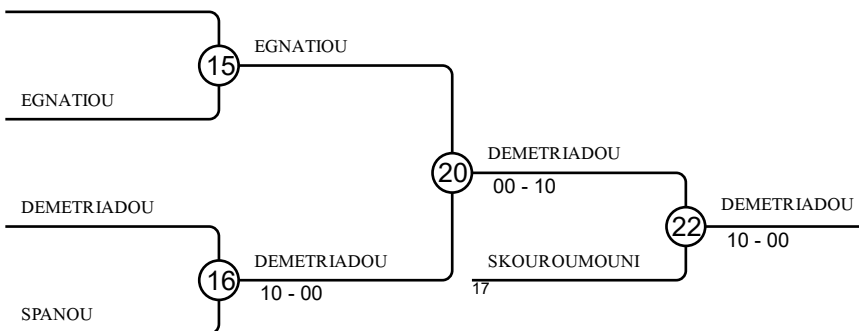 EGNATIOU
15
EGNATIOU
DEMETRIADOU
20
00 - 10
DEMETRIADOU
DEMETRIADOU
22
10 - 00
DEMETRIADOU
16
10 - 00
SKOUROUMOUNI
17
SPANOU